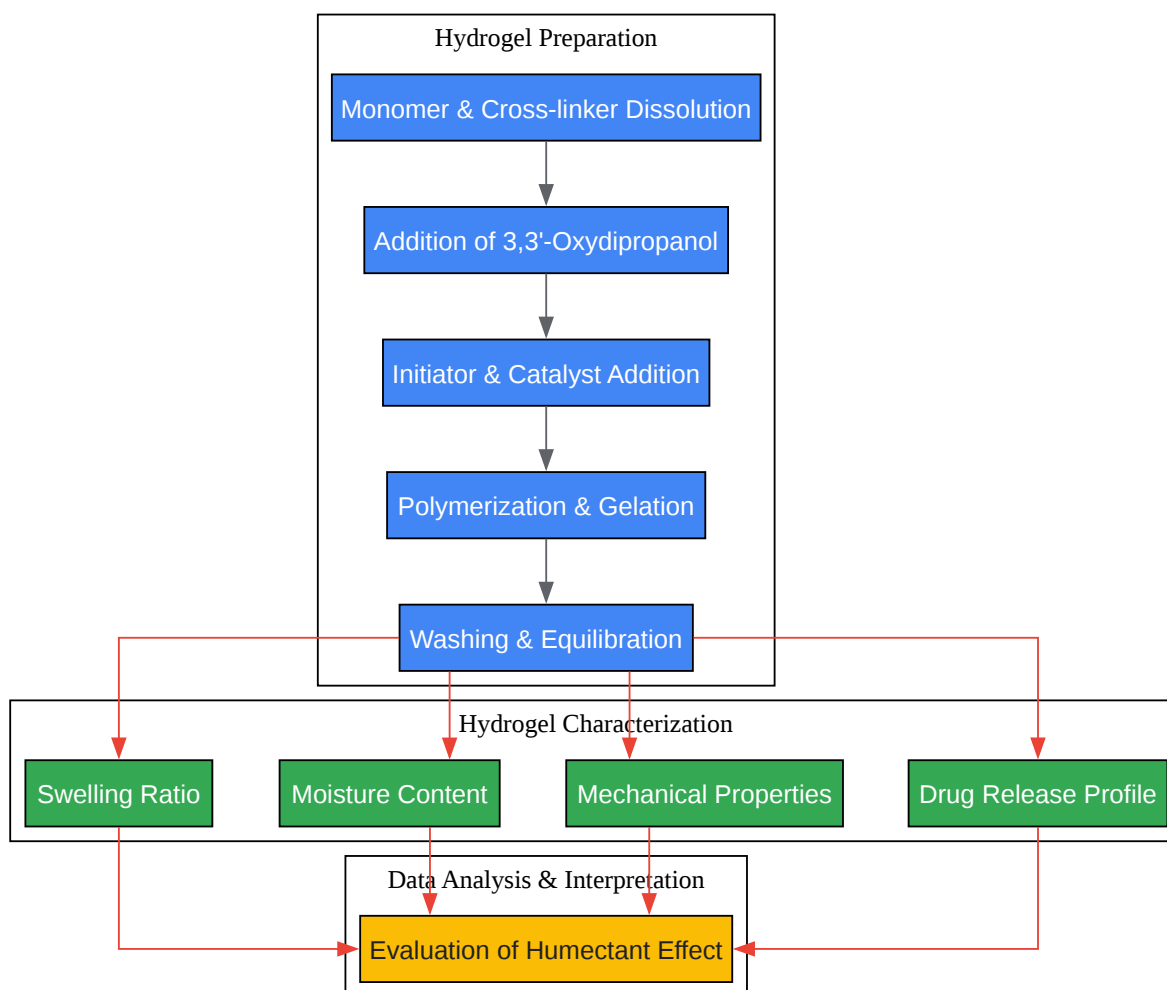 Hydrogel Preparation
Monomer & Cross-linker Dissolution
Addition of 3,3'-Oxydipropanol
Initiator & Catalyst Addition
Polymerization & Gelation
Washing & Equilibration
Hydrogel Characterization
Swelling Ratio
Moisture Content
Mechanical Properties
Drug Release Profile
Data Analysis & Interpretation
Evaluation of Humectant Effect